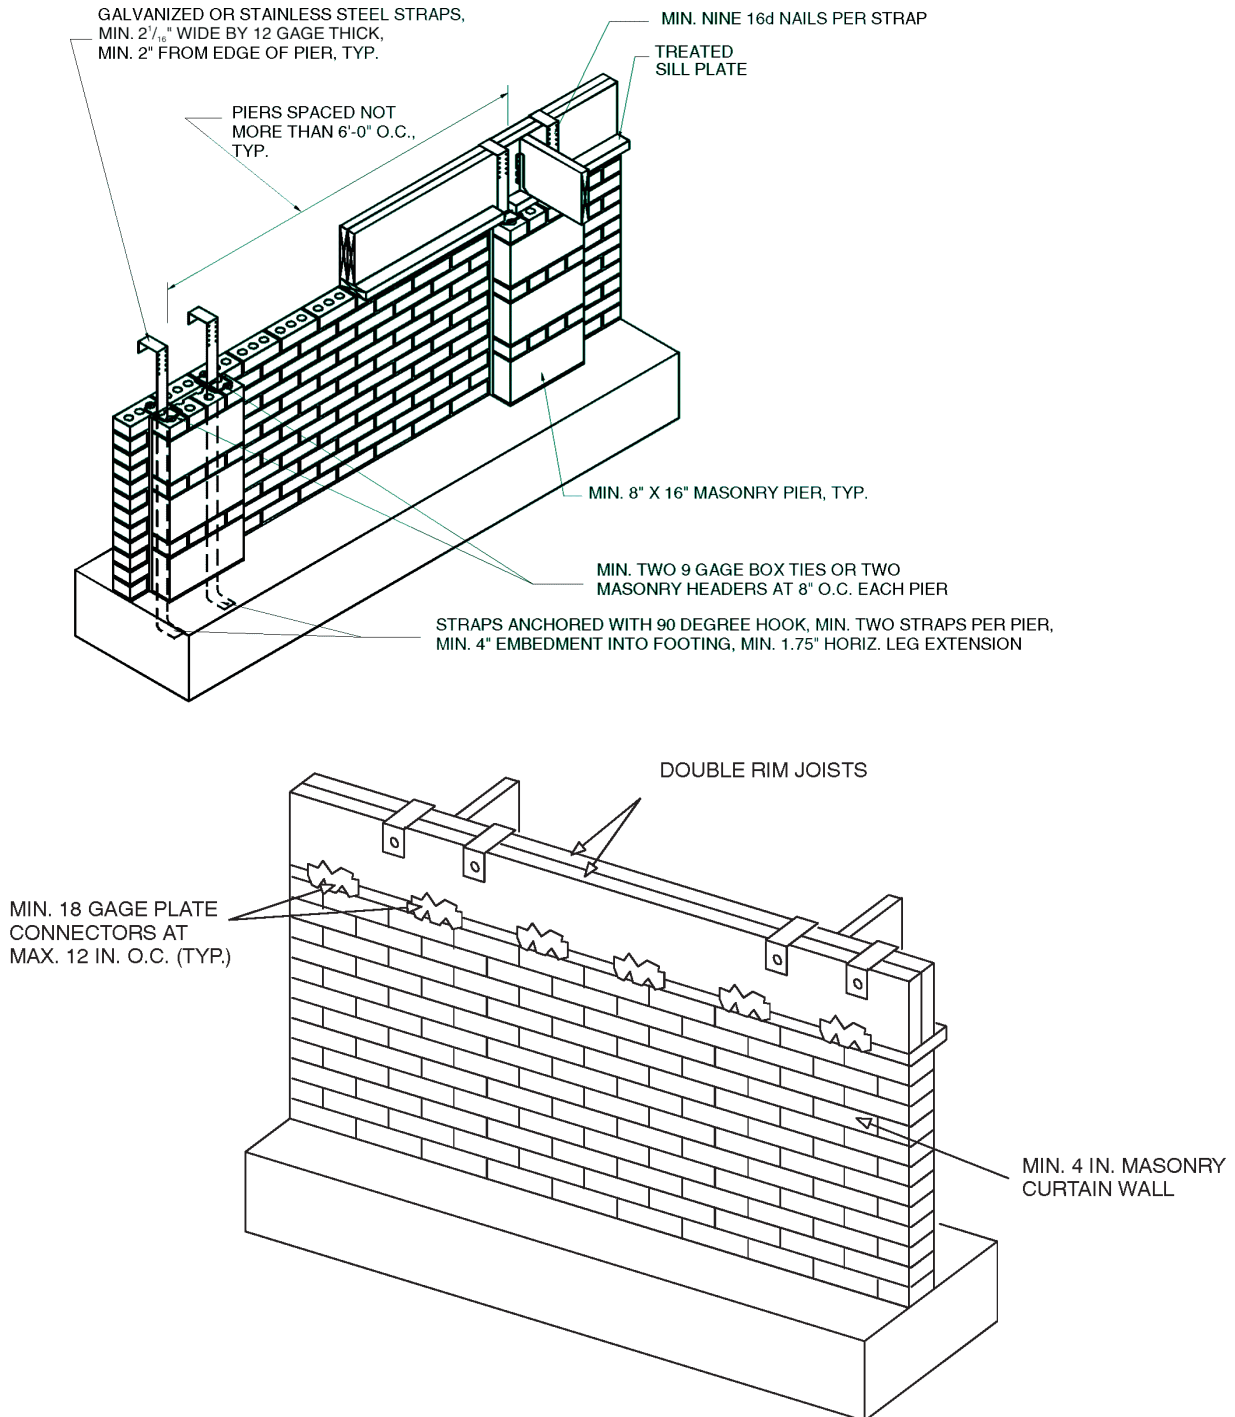 GALVANIZED OR STAINLESS STEEL STRAPS,
MIN. 2 1/16" WIDE BY 12 GAGE THICK,
MIN. 2" FROM EDGE OF PIER, TYP.
MIN. NINE 16d NAILS PER STRAP
TREATED
SILL PLATE
PIERS SPACED NOT
MORE THAN 6'-0" O.C.,
TYP.
MIN. 8" X 16" MASONRY PIER, TYP.
MIN. TWO 9 GAGE BOX TIES OR TWO
MASONRY HEADERS AT 8" O.C. EACH PIER
STRAPS ANCHORED WITH 90 DEGREE HOOK, MIN. TWO STRAPS PER PIER,
MIN. 4" EMBEDMENT INTO FOOTING, MIN. 1.75" HORIZ. LEG EXTENSION
DOUBLE RIM JOISTS
MIN. 18 GAGE PLATE
CONNECTORS AT
MAX. 12 IN. O.C. (TYP.)
MIN. 4 IN. MASONRY
CURTAIN WALL